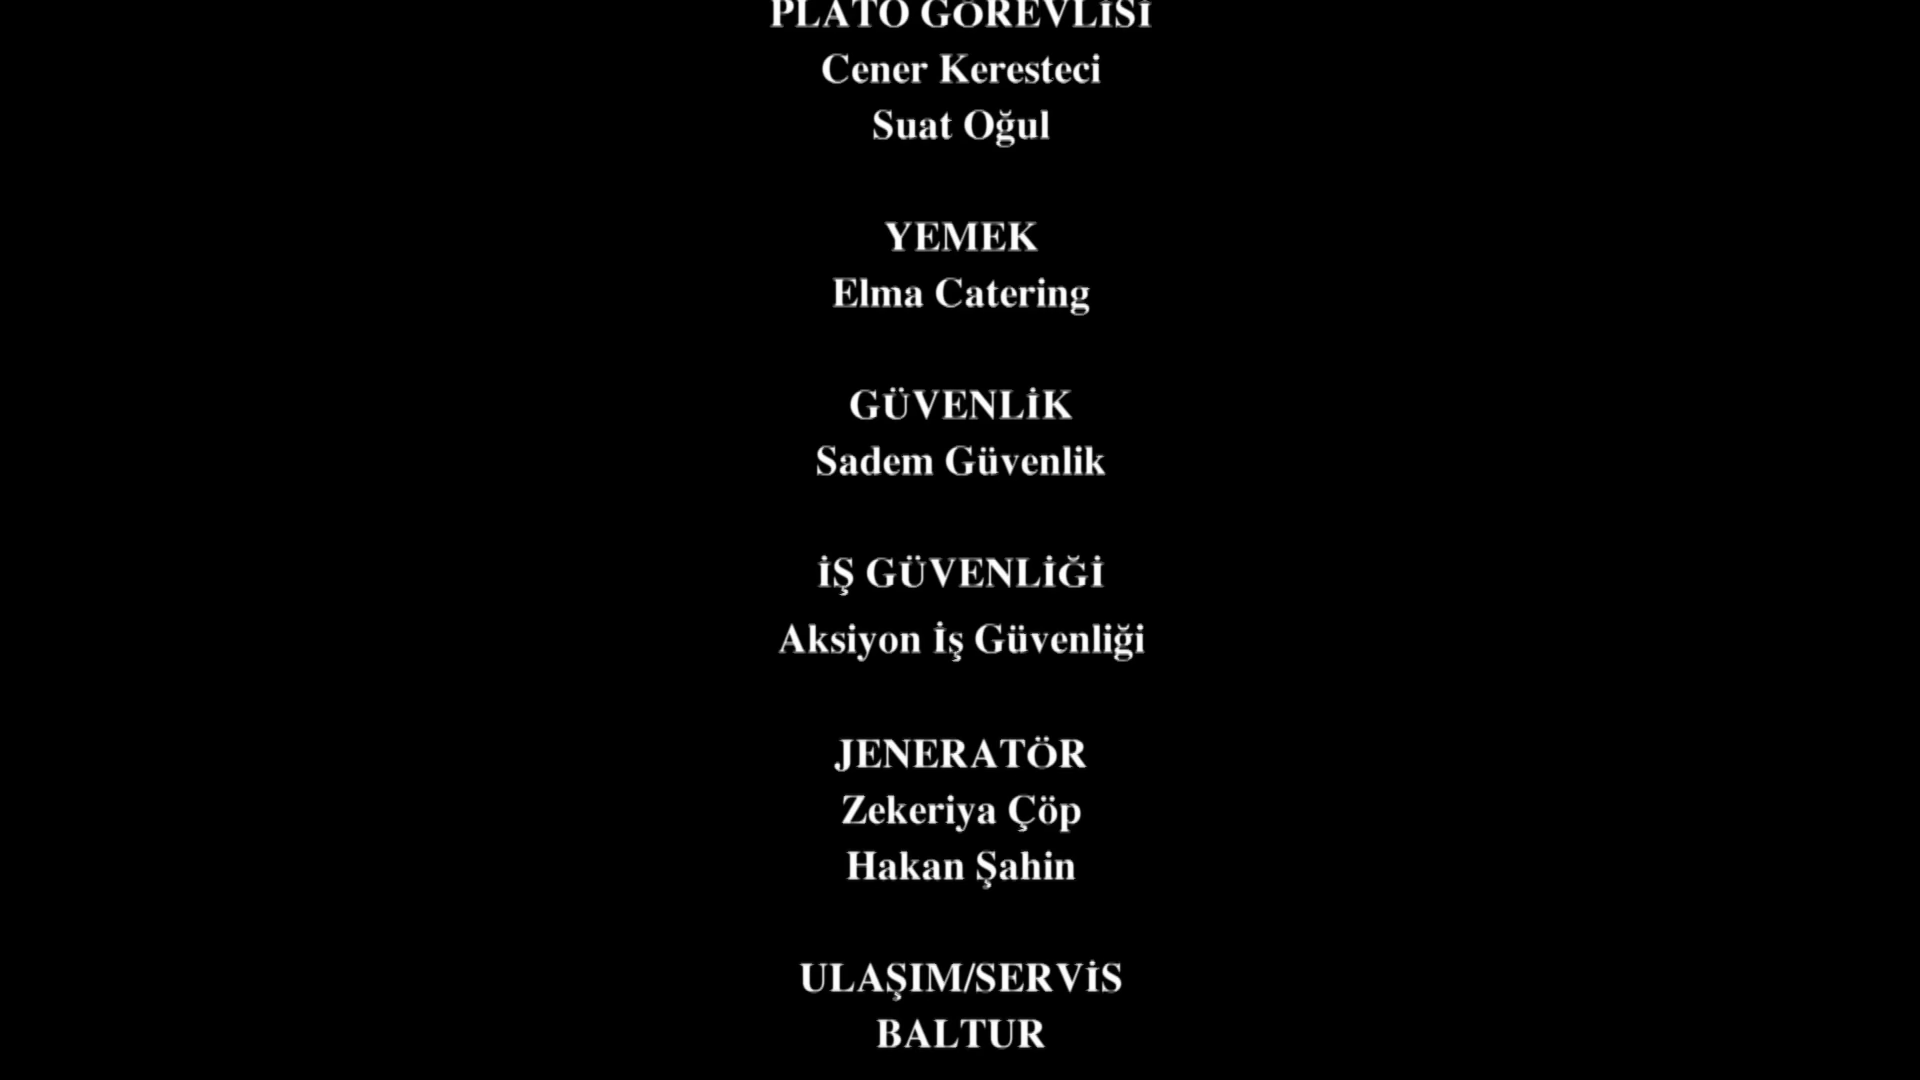 PLATO GÖREVLİSİ
Cener Keresteci
Suat Oğul
YEMEK
Elma Catering
GÜVENLİK
Sadem Güvenlik
İŞ GÜVENLİĞİ
Aksiyon İş Güvenliği
JENERATÖR
Zekeriya Çöp
Hakan Şahin
ULAŞIM/SERVİS
BALTUR